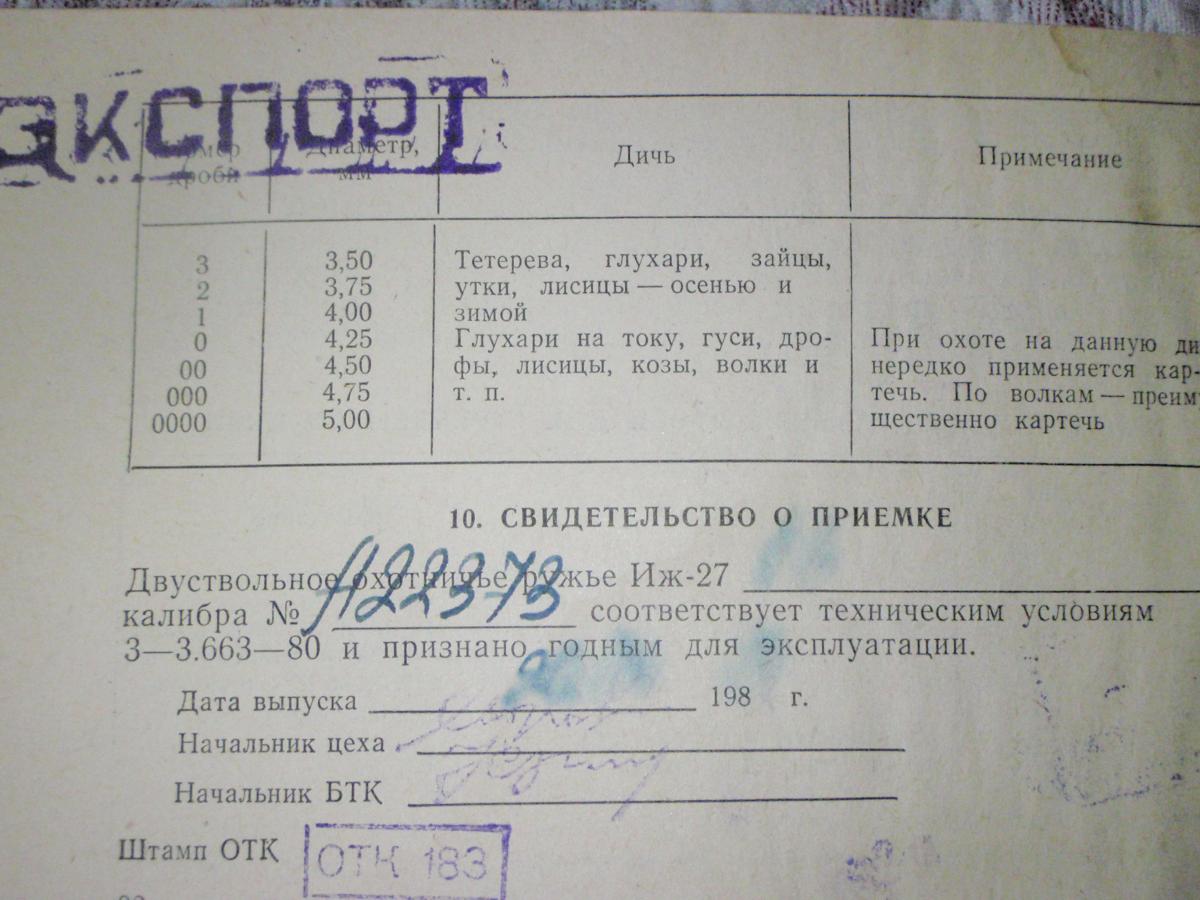 ЭКСПОРТ
Номер дроби Диаметр, мм Дичь Примечание
3 3,50 Тетерева, глухари, зайцы,
2 3,75 утки, лисицы — осенью и
1 4,00 зимой
0 4,25 Глухари на току, гуси, дро- При охоте на данную ди
00 4,50 фы, лисицы, козы, волки и нередко применяется кар-
000 4,75 т. п. течь. По волкам — преим
0000 5,00 щественно картечь
10. СВИДЕТЕЛЬСТВО О ПРИЕМКЕ
Двуствольное охотничье ружье Иж-27
калибра № А22373 соответствует техническим условиям
3—3.663—80 и признано годным для эксплуатации.
Дата выпуска 198 г.
Начальник цеха
Начальник БТК
Штамп ОТК ОТК 183